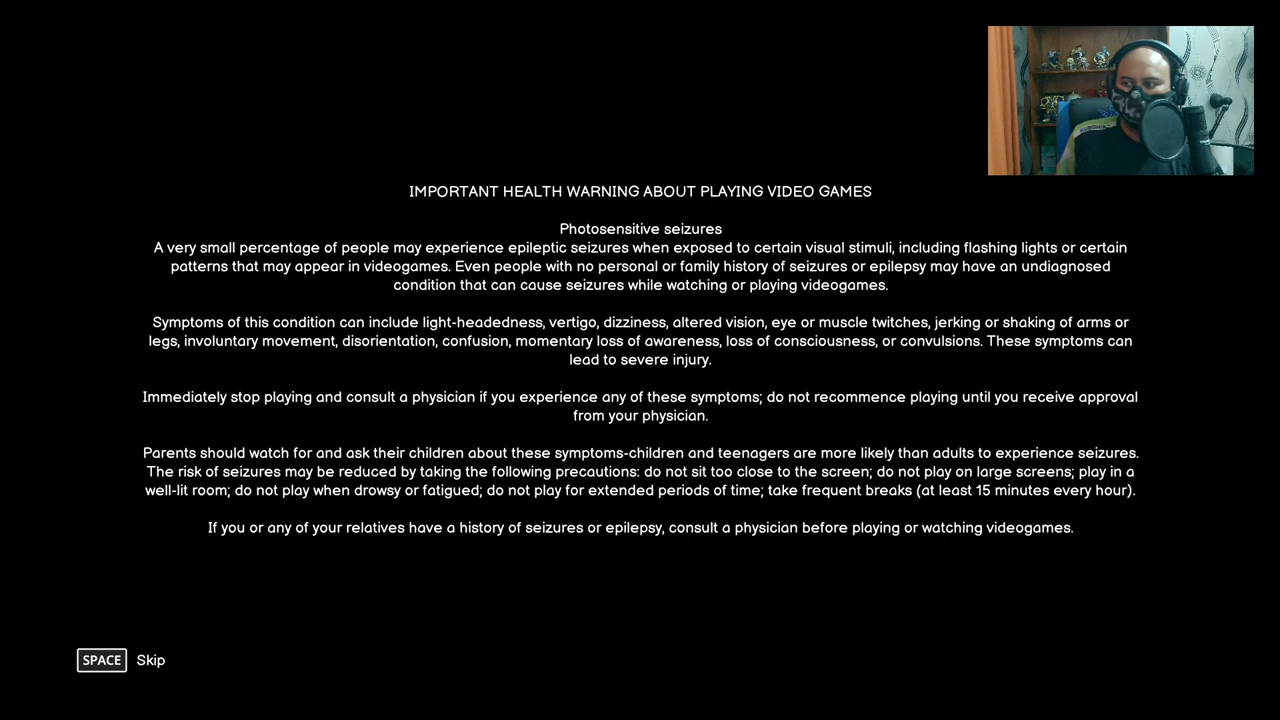 IMPORTANT HEALTH WARNING ABOUT PLAYING VIDEO GAMES
Photosensitive seizures
A very small percentage of people may experience epileptic seizures when exposed to certain visual stimuli, including flashing lights or certain
patterns that may appear in videogames. Even people with no personal or family history of seizures or epilepsy may have an undiagnosed
condition that can cause seizures while watching or playing videogames.
Symptoms of this condition can include light-headedness, vertigo, dizziness, altered vision, eye or muscle twitches, jerking or shaking of arms or
legs, involuntary movement, disorientation, confusion, momentary loss of awareness, loss of consciousness, or convulsions. These symptoms can
lead to severe injury.
Immediately stop playing and consult a physician if you experience any of these symptoms; do not recommence playing until you receive approval
from your physician.
Parents should watch for and ask their children about these symptoms-children and teenagers are more likely than adults to experience seizures.
The risk of seizures may be reduced by taking the following precautions: do not sit too close to the screen; do not play on large screens; play in a
well-lit room; do not play when drowsy or fatigued; do not play for extended periods of time; take frequent breaks (at least 15 minutes every hour).
If you or any of your relatives have a history of seizures or epilepsy, consult a physician before playing or watching videogames.
SPACE Skip